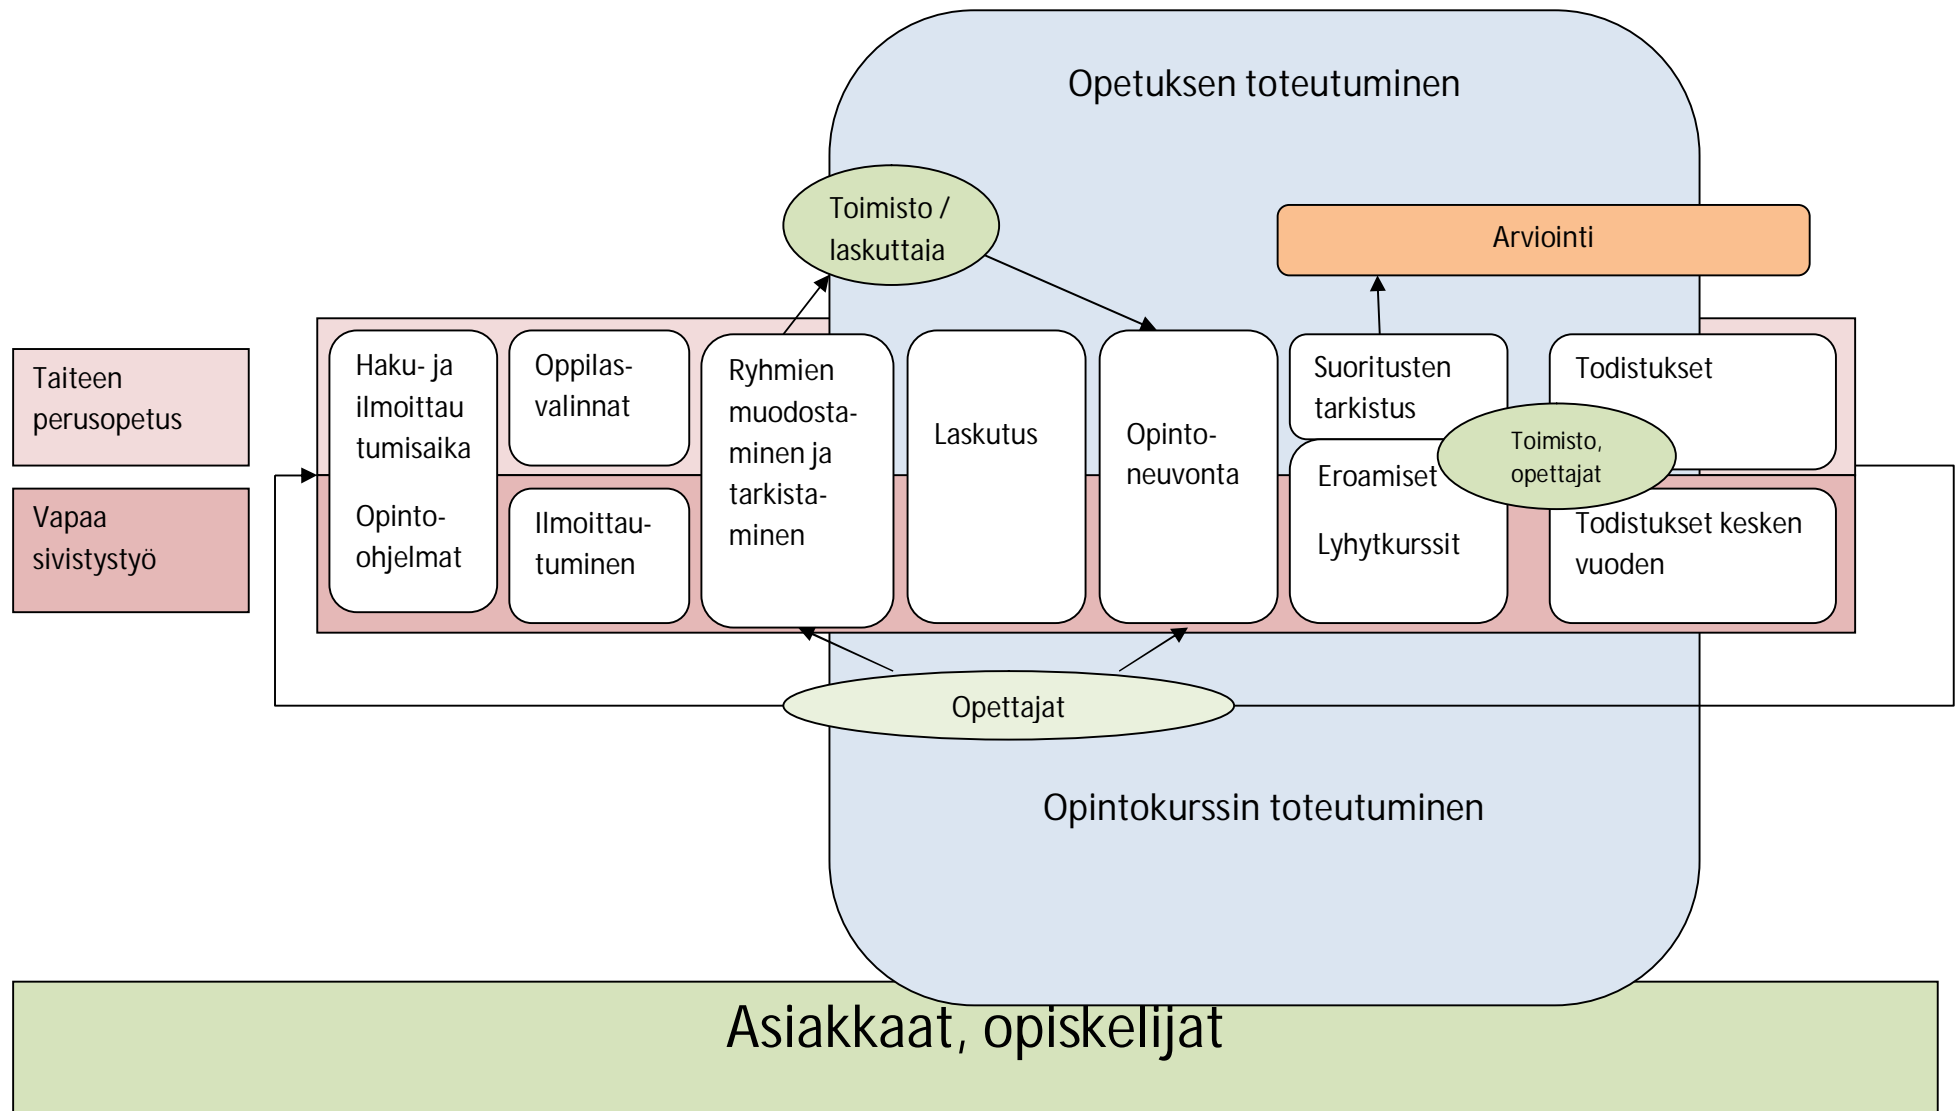 Opetuksen toteutuminen
Toimisto /
laskuttaja
Arviointi
Taiteen
perusopetus
Vapaa
sivistystyö
Haku- ja
ilmoittau
tumisaika
Opinto-
ohjelmat
Oppilas-
valinnat
Ilmoittau-
tuminen
Ryhmien
muodosta-
minen ja
tarkista-
minen
Laskutus
Opinto-
neuvonta
Suoritusten
tarkistus
Eroamiset
Lyhytkurssit
Toimisto,
opettajat
Todistukset
Todistukset kesken
vuoden
Opettajat
Opintokurssin toteutuminen
Asiakkaat, opiskelijat